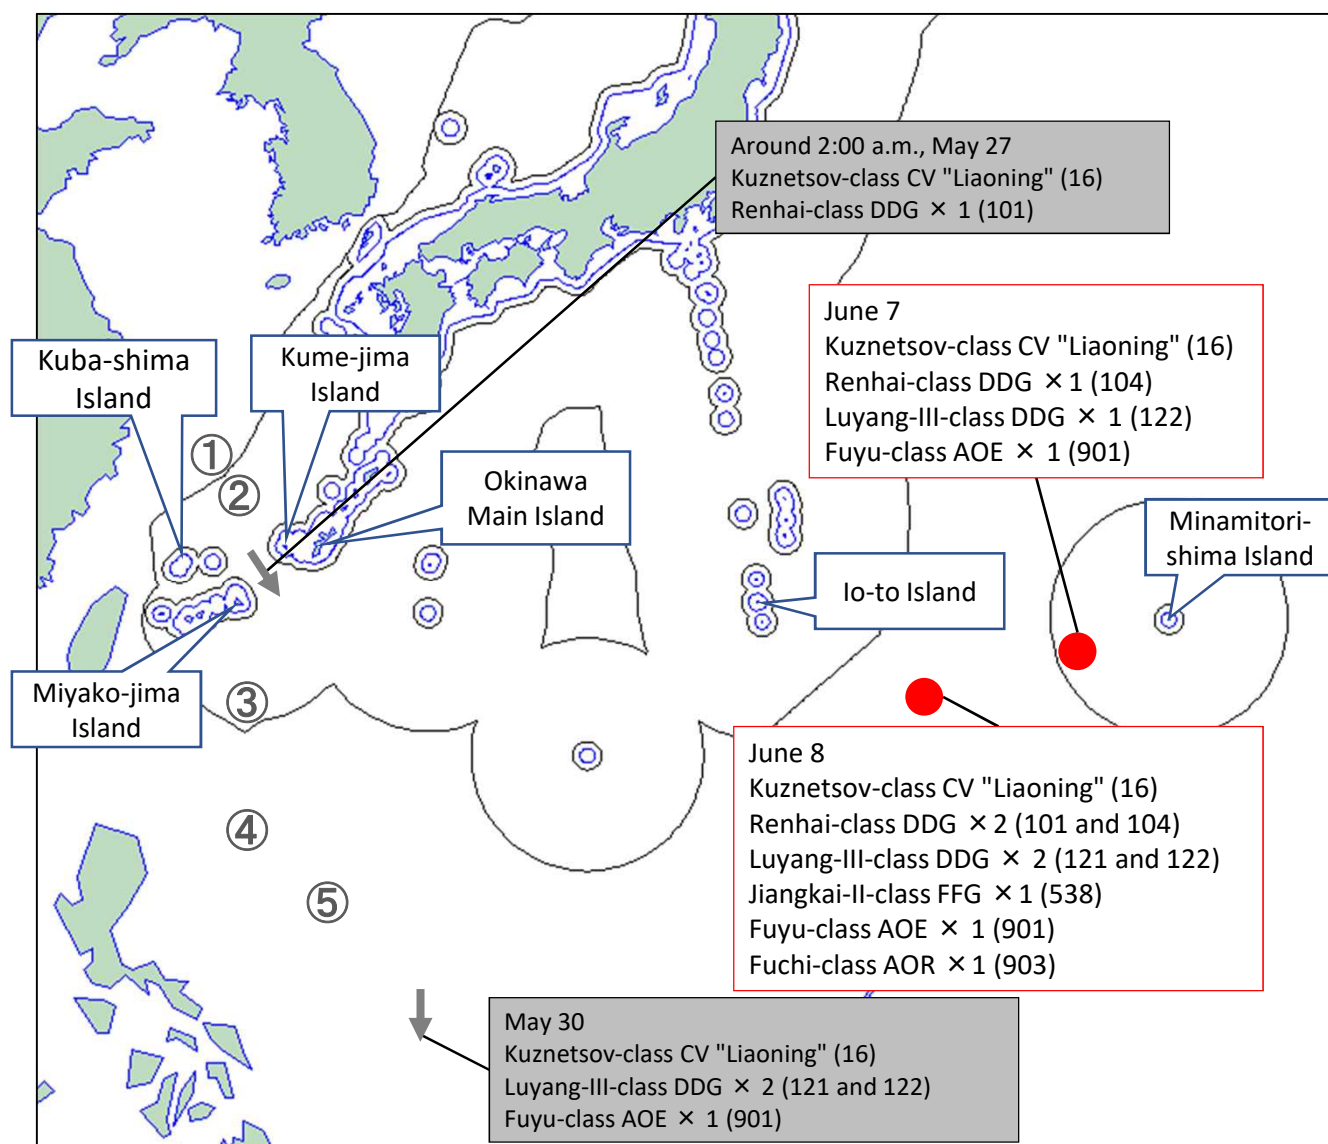 Around 2:00 a.m., May 27
Kuznetsov-class CV "Liaoning" (16)
Renhai-class DDG × 1 (101)
June 7
Kuznetsov-class CV "Liaoning" (16)
Renhai-class DDG ×1 (104)
Luyang-III-class DDG × 1 (122)
Fuyu-class AOE × 1 (901)
Kuba-shima
Island
Kume-jima
Island
①
②
Okinawa
Main Island
Minamitori-
shima Island
Io-to Island
Miyako-jima
Island
③
④
⑤
June 8
Kuznetsov-class CV "Liaoning" (16)
Renhai-class DDG ×2 (101 and 104)
Luyang-III-class DDG × 2 (121 and 122)
Jiangkai-II-class FFG ×1 (538)
Fuyu-class AOE × 1 (901)
Fuchi-class AOR ×1 (903)
May 30
Kuznetsov-class CV "Liaoning" (16)
Luyang-III-class DDG × 2 (121 and 122)
Fuyu-class AOE × 1 (901)